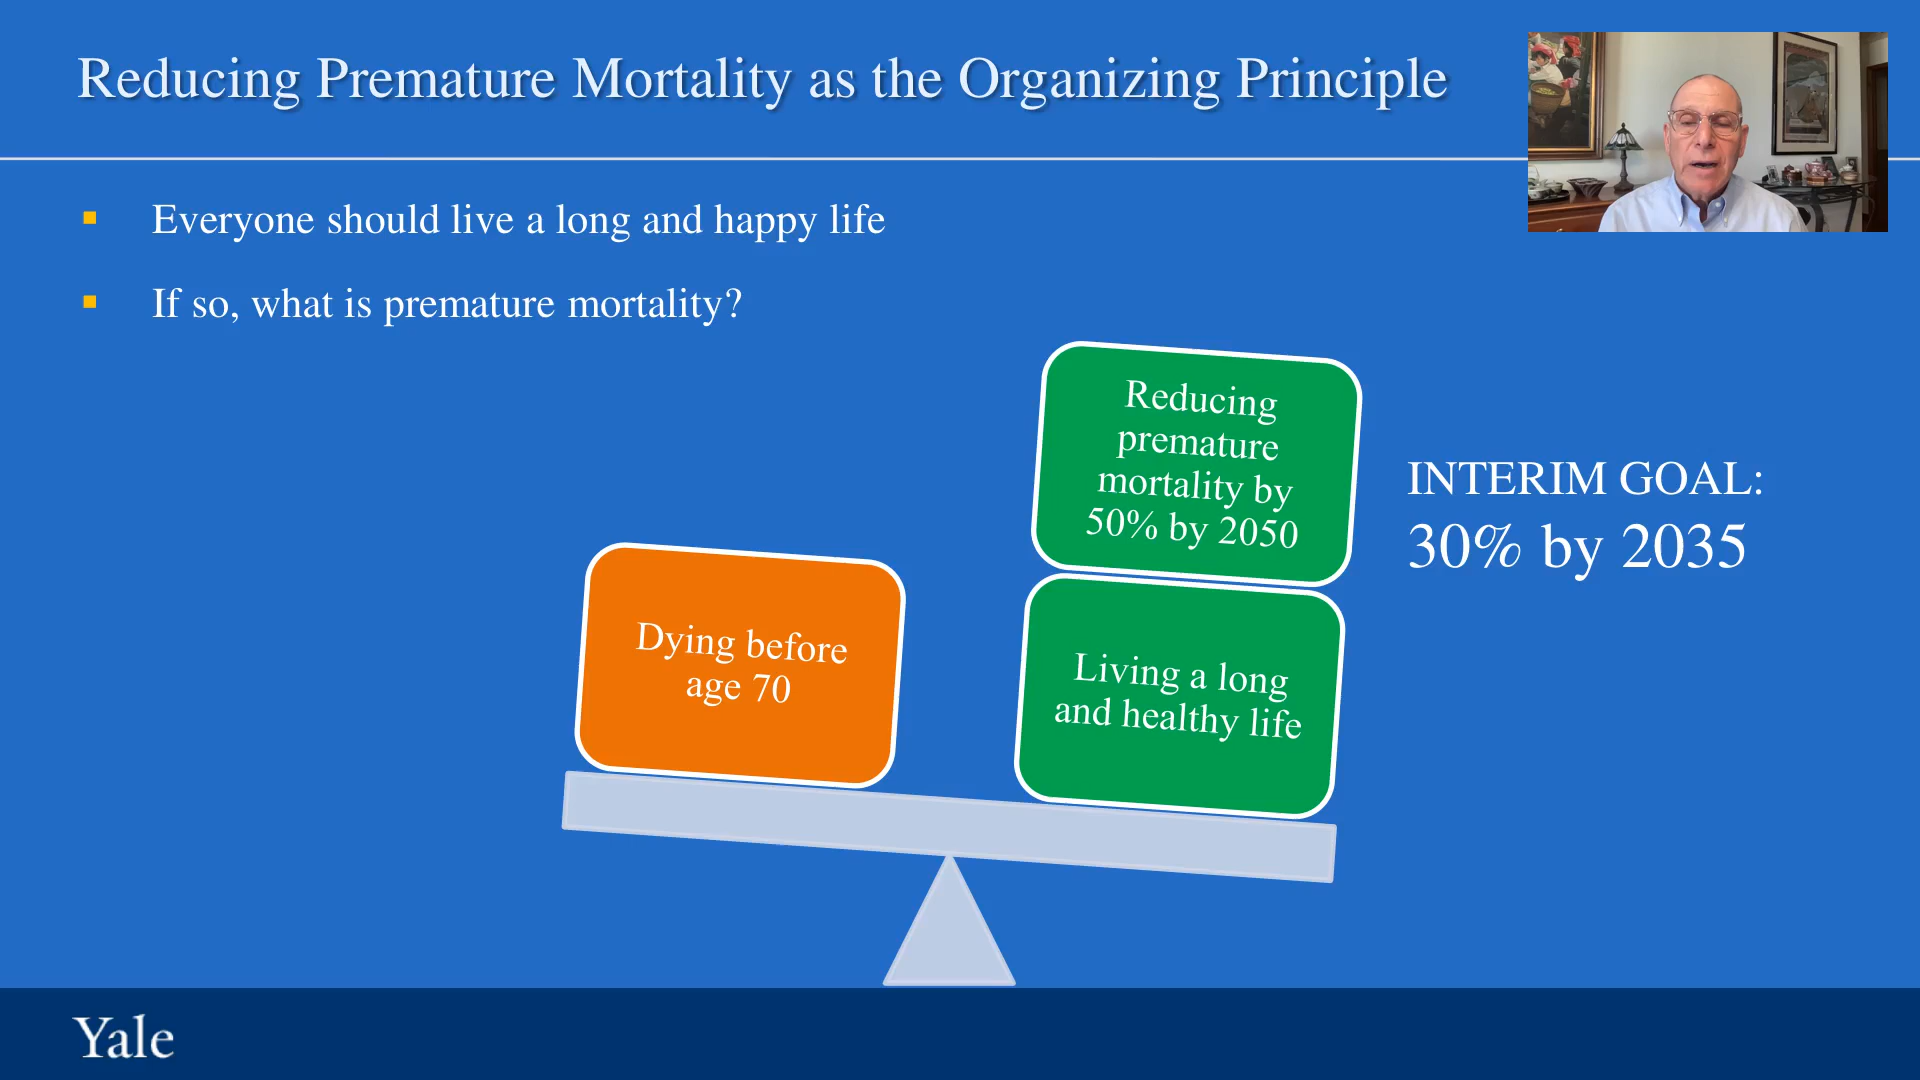 Reducing Premature Mortality as the Organizing Principle
Everyone should live a long and happy life
If so, what is premature mortality?
Reducing
premature
mortality by
50% by 2050
INTERIM GOAL:
30% by 2035
Dying before
age 70
Living a long
and healthy life
Yale